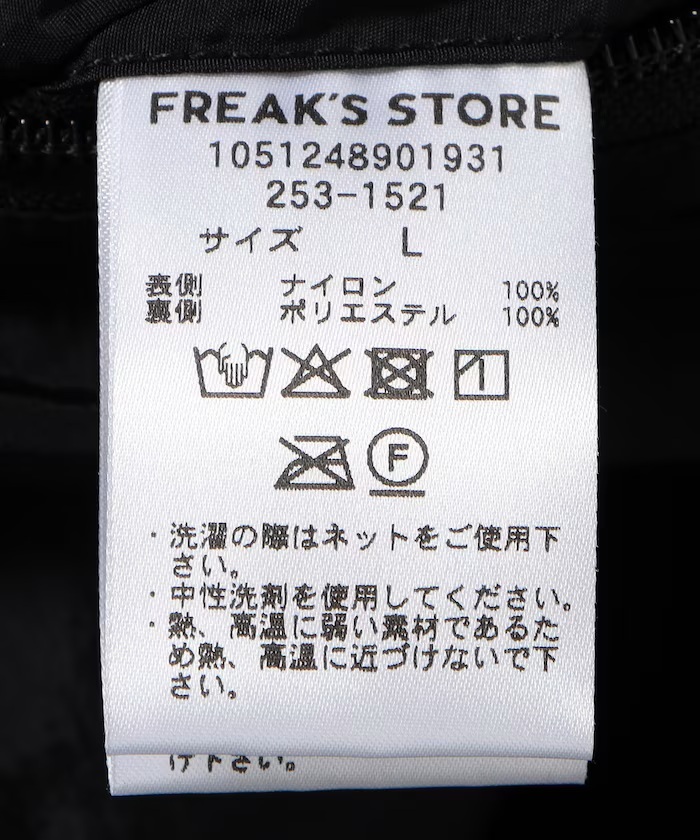 FREAK'S STORE
1051248901931
253-1521
サイズ L
表側 ナイロン 100%
裏側 ポリエステル 100%
F
・洗濯の際はネットをご使用下
さい。
・中性洗剤を使用してください。
・熱、高温に弱い素材であるた
め熱、高温に近づけないで下
さい。
け下さい。